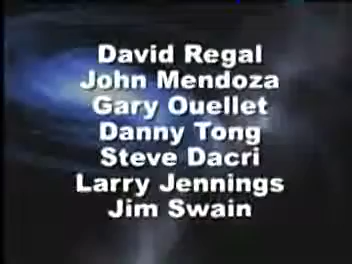 David Regal
John Mendoza
Gary Ouellet
Danny Tong
Steve Dacri
Larry Jennings
Jim Swain